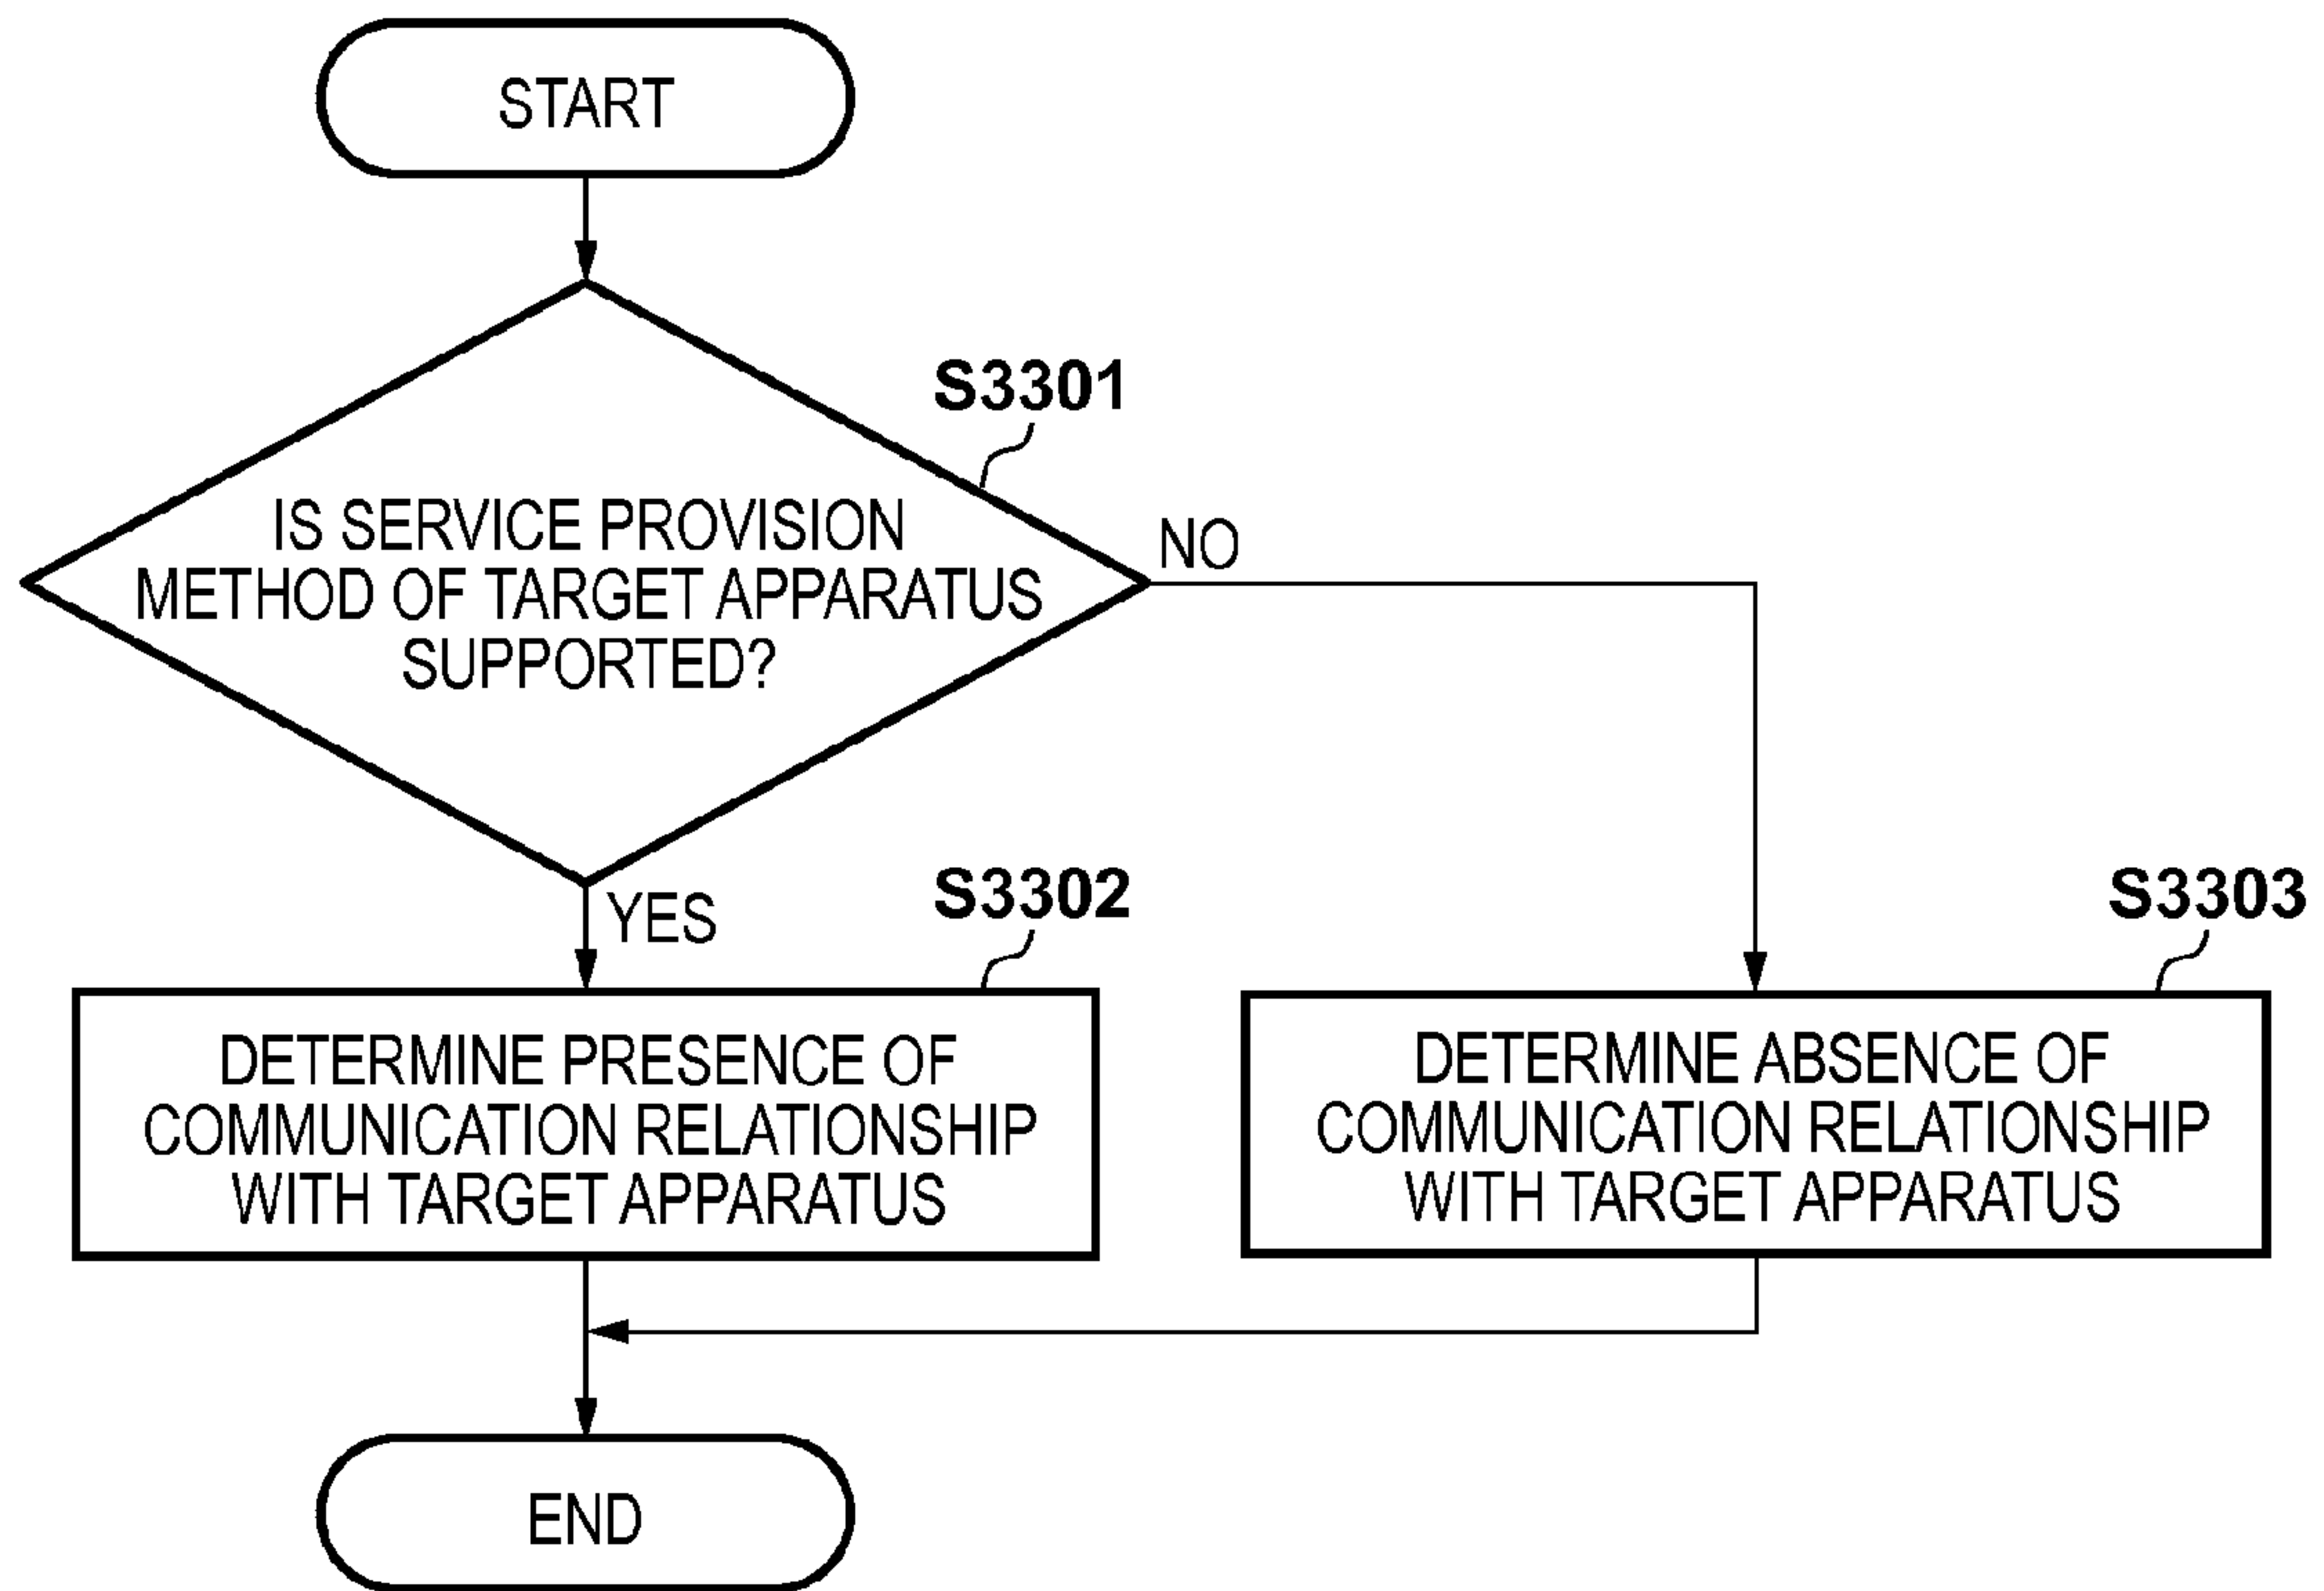 START
S3301
IS SERVICE PROVISION
METHOD OF TARGET APPARATUS
SUPPORTED?
NO
YES
S3302
DETERMINE PRESENCE OF
COMMUNICATION RELATIONSHIP
WITH TARGET APPARATUS
S3303
DETERMINE ABSENCE OF
COMMUNICATION RELATIONSHIP
WITH TARGET APPARATUS
END